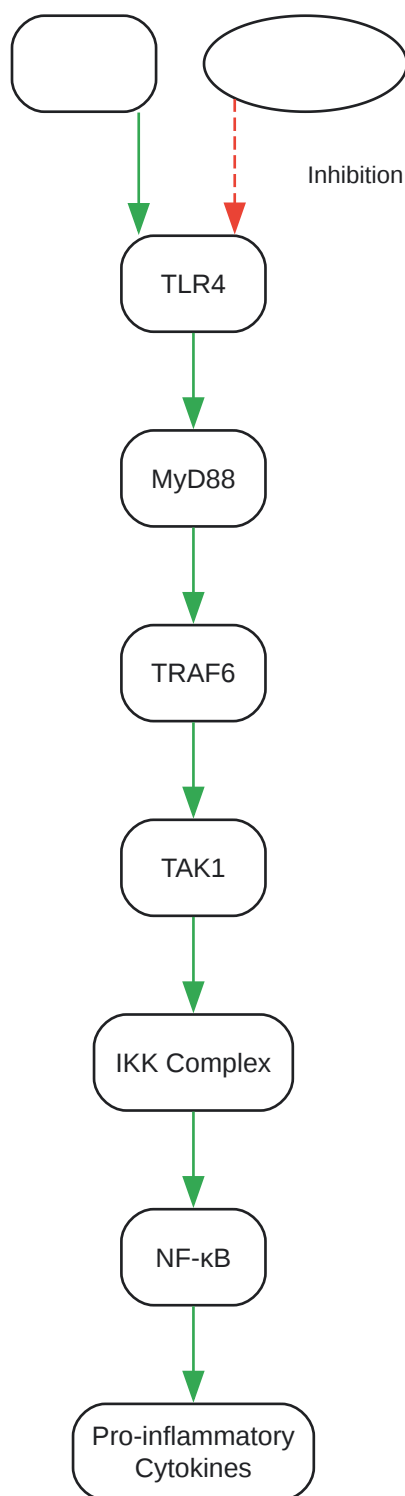 Inhibition
TLR4
MyD88
TRAF6
TAK1
IKK Complex
NF-κB
Pro-inflammatory
Cytokines